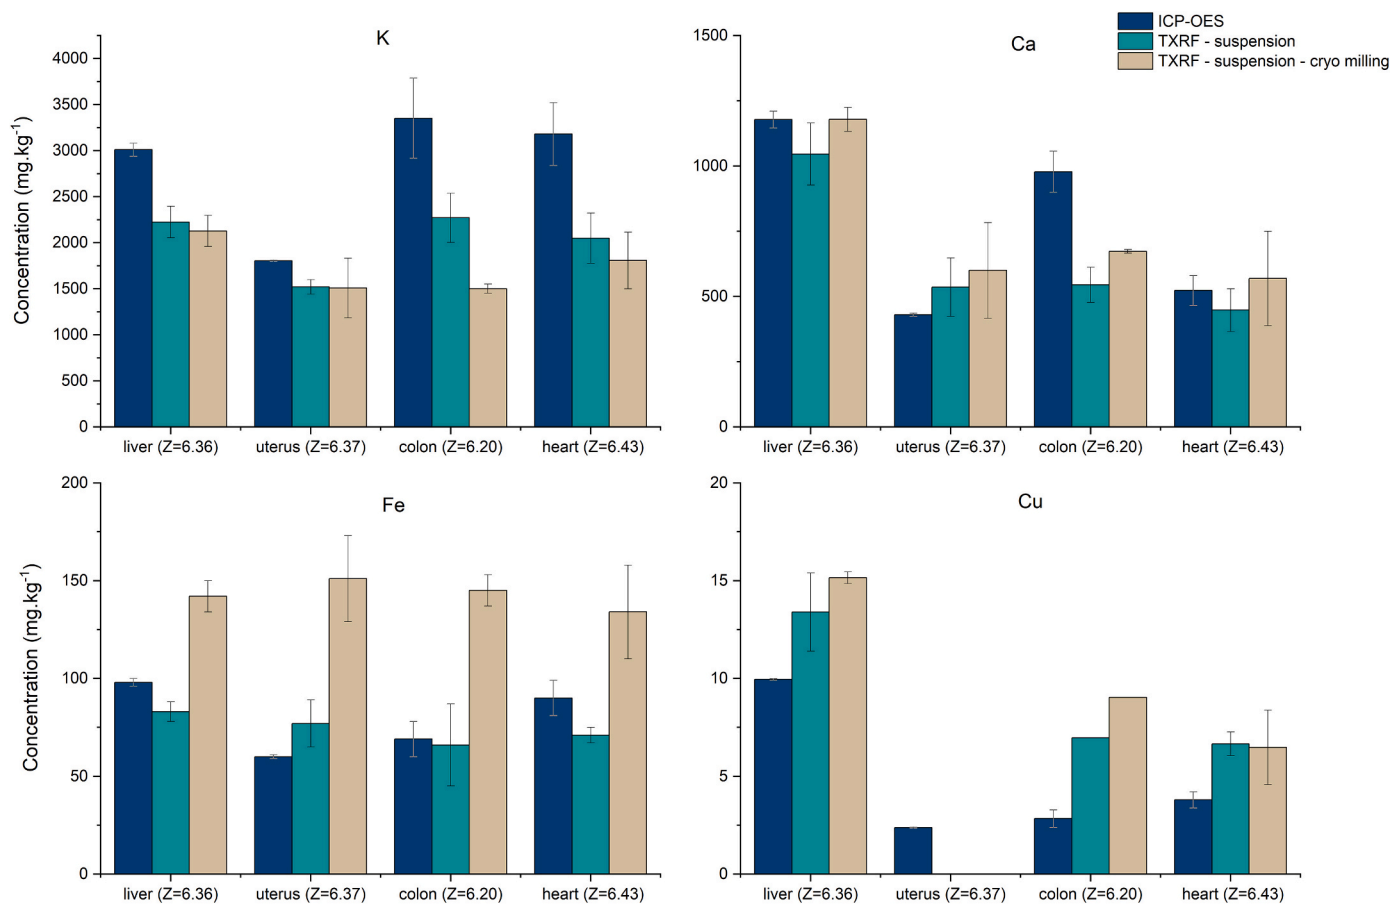 ICP-OES
TXRF - suspension
TXRF - suspension - cryo milling
K
Concentration (mg.kg⁻¹)
4000
3500
3000
2500
2000
1500
1000
500
0
liver (Z=6.36) uterus (Z=6.37) colon (Z=6.20) heart (Z=6.43)
Ca
1500
1000
500
0
liver (Z=6.36) uterus (Z=6.37) colon (Z=6.20) heart (Z=6.43)
Fe
Concentration (mg.kg⁻¹)
200
150
100
50
0
liver (Z=6.36) uterus (Z=6.37) colon (Z=6.20) heart (Z=6.43)
Cu
20
15
10
5
0
liver (Z=6.36) uterus (Z=6.37) colon (Z=6.20) heart (Z=6.43)